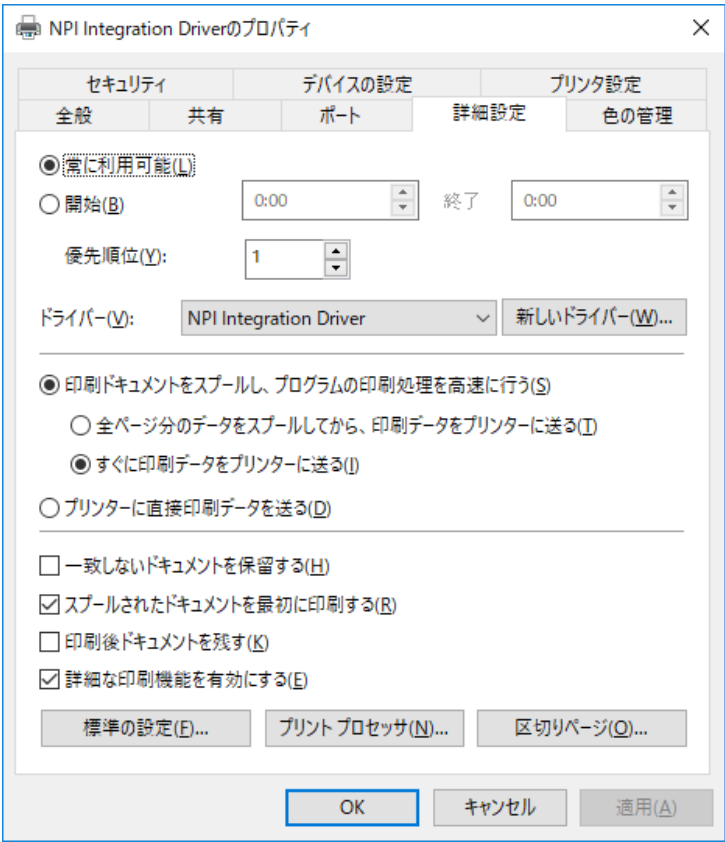 NPI Integration Driverのプロパティ
セキュリティ デバイスの設定 プリンタ設定
全般 共有 ポート 詳細設定 色の管理
常に利用可能(L)
開始(B) 0:00 終了 0:00
優先順位(Y): 1
ドライバー(V): NPI Integration Driver 新しいドライバー(W)...
印刷ドキュメントをスプールし、プログラムの印刷処理を高速に行う(S)
全ページ分のデータをスプールしてから、印刷データをプリンターに送る(T)
すぐに印刷データをプリンターに送る(I)
プリンターに直接印刷データを送る(D)
一致しないドキュメントを保留する(H)
スプールされたドキュメントを最初に印刷する(R)
印刷後ドキュメントを残す(K)
詳細な印刷機能を有効にする(E)
標準の設定(F)... プリント プロセッサ(N)... 区切りページ(O)...
OK キャンセル 適用(A)